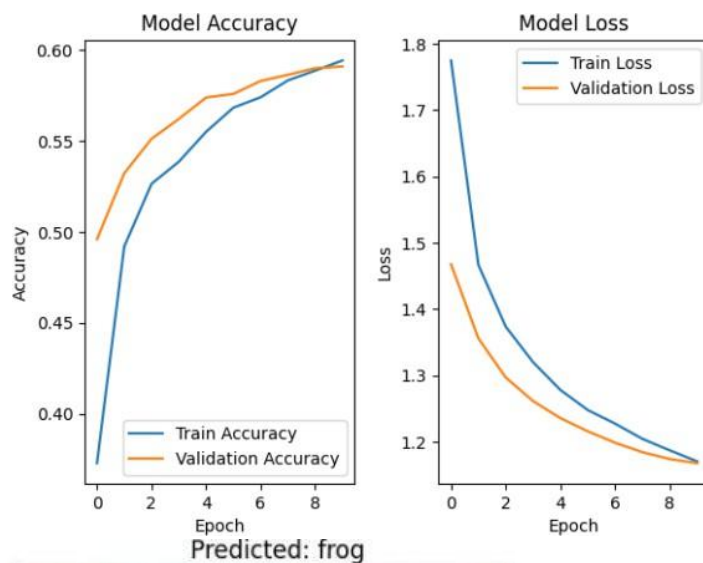 Model Accuracy
0.60
0.55
0.50
0.45
0.40
Accuracy
Train Accuracy
Validation Accuracy
0 2 4 6 8
Epoch
Model Loss
1.8
1.7
1.6
1.5
1.4
1.3
1.2
Loss
Train Loss
Validation Loss
0 2 4 6 8
Epoch
Predicted: frog